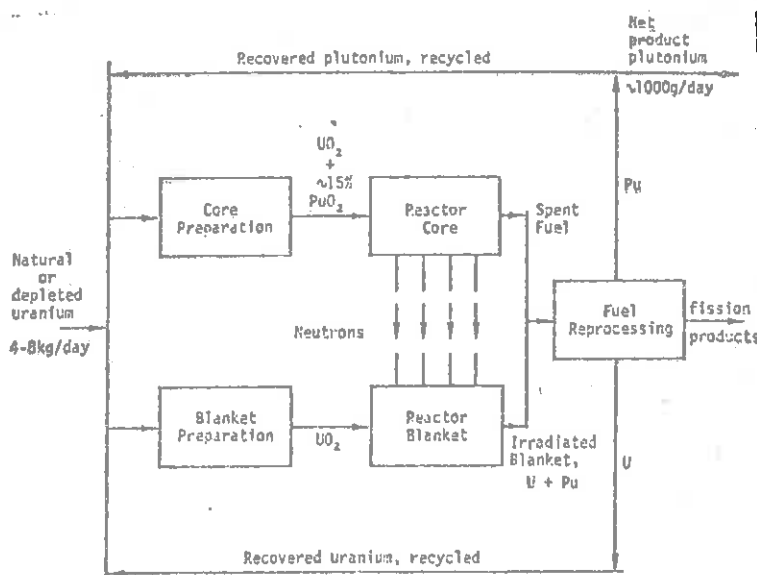 Net
product
plutonium
~1000g/day
Recovered plutonium, recycled
UO2
+
~15%
PuO2
Pu
Core
Preparation
Reactor
Core
Spent
Fuel
Natural
or
depleted
uranium
4-8kg/day
Neutrons
Fuel
Reprocessing
fission
products
Blanket
Preparation
UO2
Reactor
Blanket
Irradiated
Blanket,
U + Pu
U
Recovered uranium, recycled